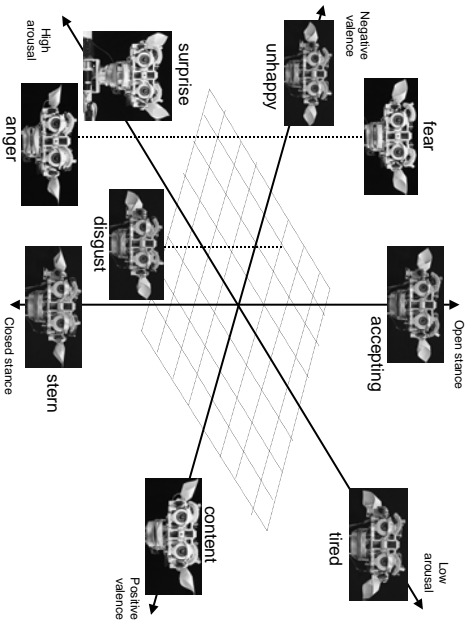 Open stance
accepting
fear
Low
arousal
tired
Negative
valence
unhappy
surprise
High
arousal
anger
disgust
content
Positive
valence
stern
Closed stance